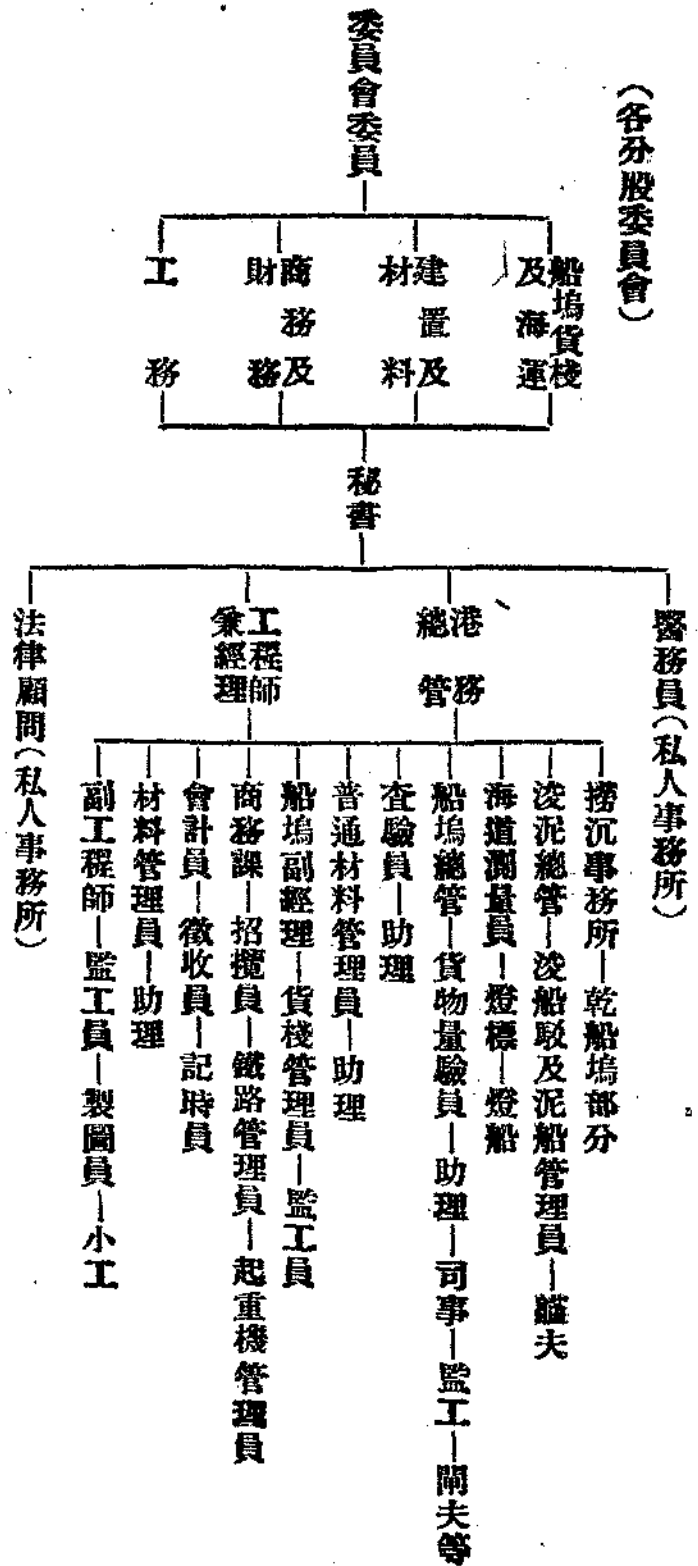 (各分股委員會)
委員會委員
船塢貨棧
及海運
建置及
材料
商務及
財務
工務
秘書
醫務員(私人事務所)
港務
總管
工程師
兼經理
法律顧問(私人事務所)
撈沉事務所—乾船塢部分
浚泥總管—浚船駁及泥船管理員—
海道測量員—燈標—燈船
船塢總管—貨物量驗員—助理—司事—監工—閘夫等
查驗員—助理
普通材料管理員—助理
船塢副經理—貨棧管理員—監工員
商務課—招攬員—鐵路管理員—起重機管理員
會計員—徵收員—記時員
材料管理員—助理
副工程師—監工員—製圖員—小工